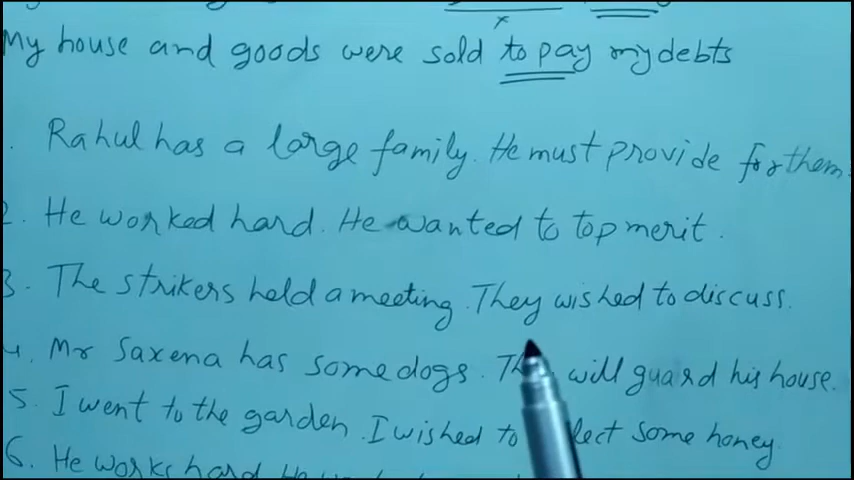 My house and goods were sold to pay my debts
. Rahul has a large family. He must provide for them.
2. He worked hard. He wanted to top merit.
3. The strikers held a meeting. They wished to discuss.
4. Mr Saxena has some dogs. will guard his house.
5. I went to the garden. I wished to some honey.
6. He works hard. He